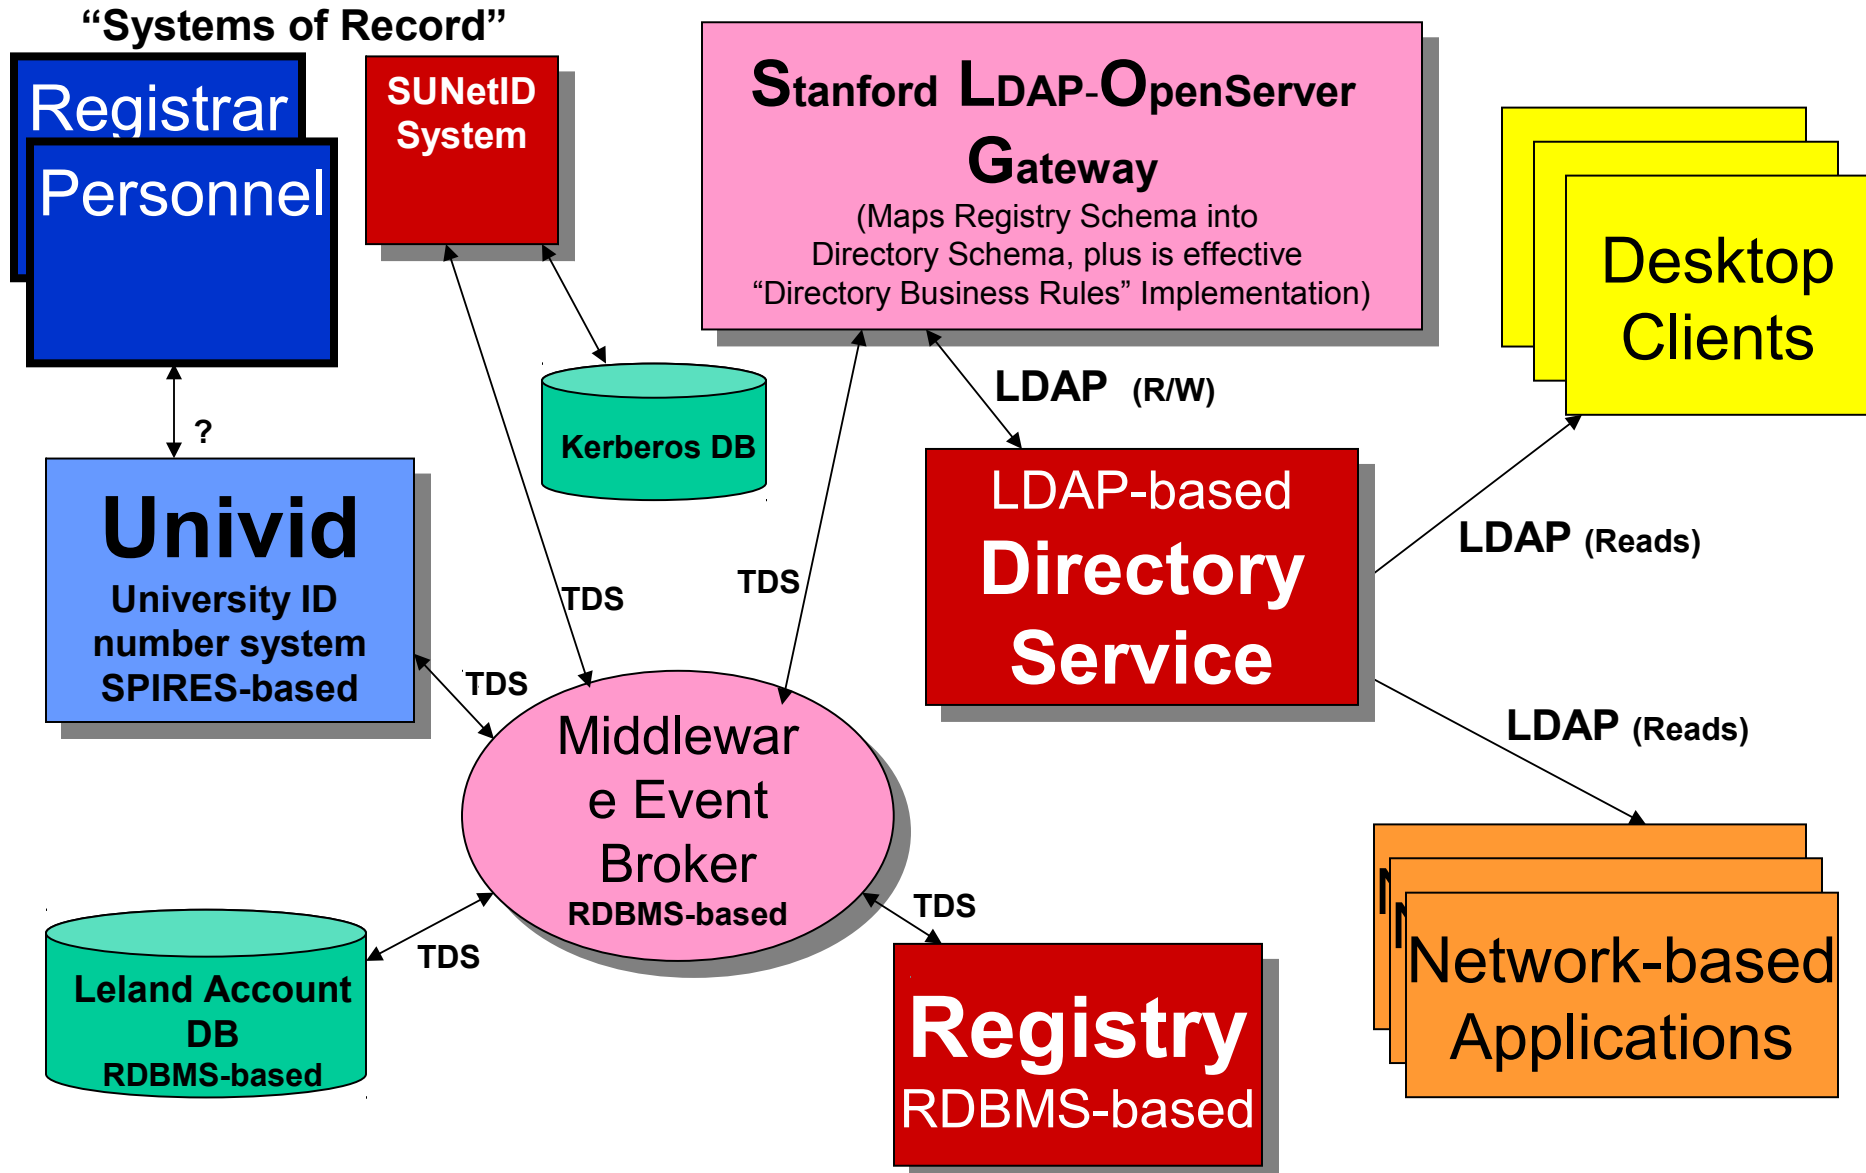 “Systems of Record”
Registrar
Personnel
SUNetID
System
Stanford LDAP-OpenServer
Gateway
(Maps Registry Schema into
Directory Schema, plus is effective
“Directory Business Rules” Implementation)
Desktop
Clients
?
Kerberos DB
LDAP (R/W)
Univid
University ID
number system
SPIRES-based
LDAP-based
Directory
Service
LDAP (Reads)
TDS
TDS
TDS
LDAP (Reads)
Middlewar
e Event
Broker
RDBMS-based
TDS
TDS
Leland Account
DB
RDBMS-based
Registry
RDBMS-based
N
N
Network-based
Applications